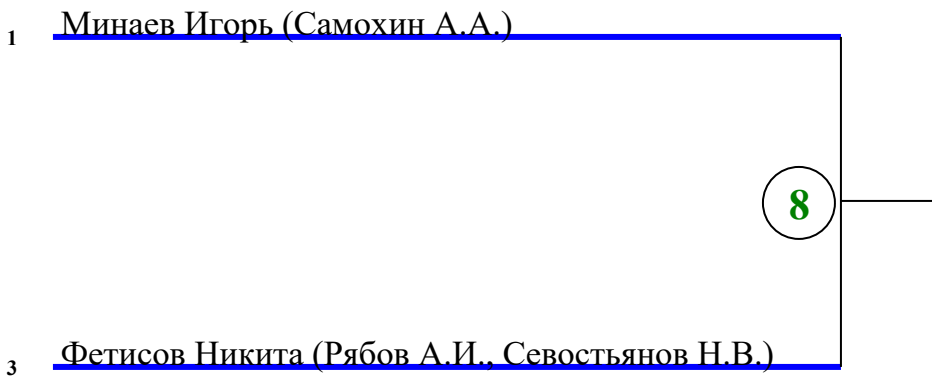 1 Минаев Игорь (Самохин А.А.)
8
3 Фетисов Никита (Рябов А.И., Севостьянов Н.В.)